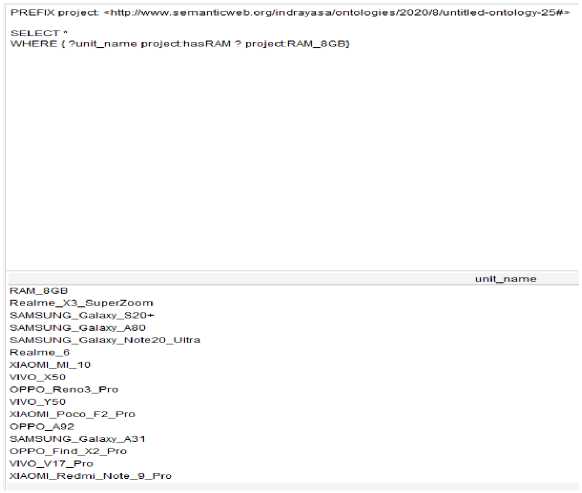 PREFIX project: <http://www.semanticweb.org/indrayasa/ontologies/2020/8/untitled-ontology-25#>
SELECT *
WHERE { ?unit_name project:hasRAM ? project:RAM_8GB}
unit_name
RAM_8GB
Realme_X3_SuperZoom
SAMSUNG_Galaxy_S20+
SAMSUNG_Galaxy_A80
SAMSUNG_Galaxy_Note20_Ultra
Realme_6
XIAOMI_MI_10
VIVO_X50
OPPO_Reno3_Pro
VIVO_Y50
XIAOMI_Poco_F2_Pro
OPPO_A92
SAMSUNG_Galaxy_A31
OPPO_Find_X2_Pro
VIVO_V17_Pro
XIAOMI_Redmi_Note_9_Pro